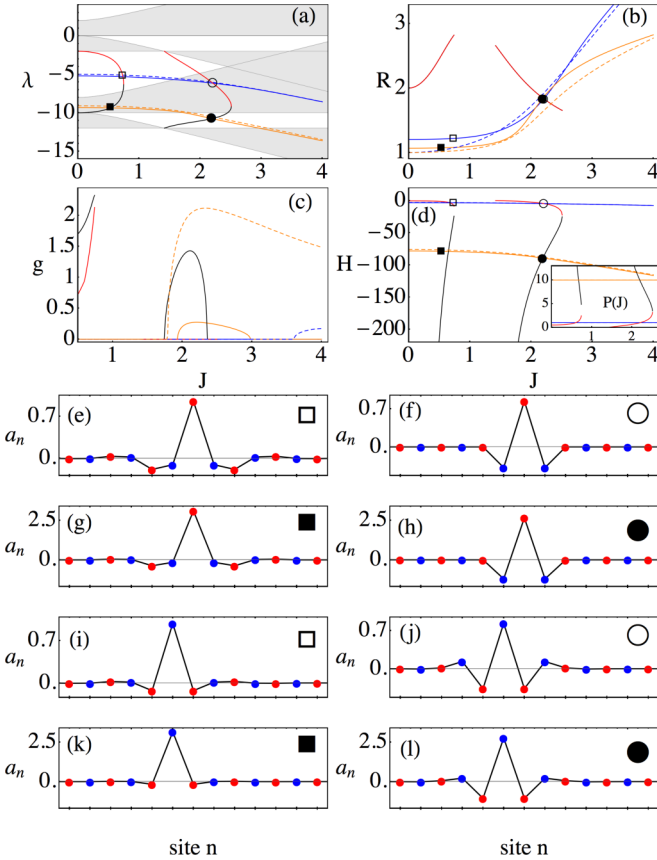 (a)
0
−5
λ
−10
−15
0 1 2 3 4
(b)
3
R
2
1
0 1 2 3 4
(c)
2
1.5
g
1
0.5
0
1 2 3 4
J
(d)
0
−50
H −100
−150
−200
0 1 2 3 4
J
10
5
0
P(J)
1 2
(e)
0.7
a_n
0.
(f)
0.7
a_n
0.
(g)
2.5
a_n
0.
(h)
2.5
a_n
0.
(i)
0.7
a_n
0.
(j)
0.7
a_n
0.
(k)
2.5
a_n
0.
(l)
2.5
a_n
0.
site n
site n